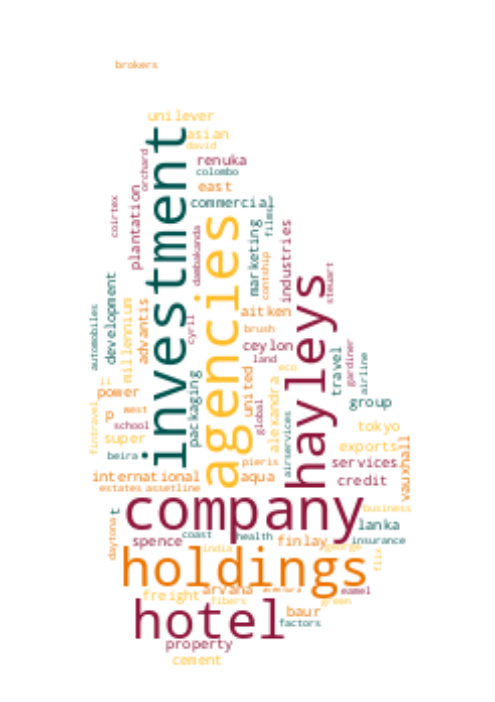 brokers
unilever
asian
david
investment
orchard
renuka
colombo
plantation
east
commercial
coirtex
agencies
films
marketing
industries
dambakanda
contship
hayleys
steuart
development
automobiles
millennium
advantis
cyril
aitken
brush
ceylon
land
travel
gardiner
airline
ii
power
packaging
united
global
alexandra
eco
group
p
west
school
fintravel
super
beira
airservices
tokyo
exports
vauxhall
pieris
services
international
aqua
credit
estates
assetline
company
business
t
lanka
daytona
spence
coast
india
health
finlay
george
insurance
flix
holdings
arvana
freight
fibers
eamel
green
hotel
baur
factors
property
cement